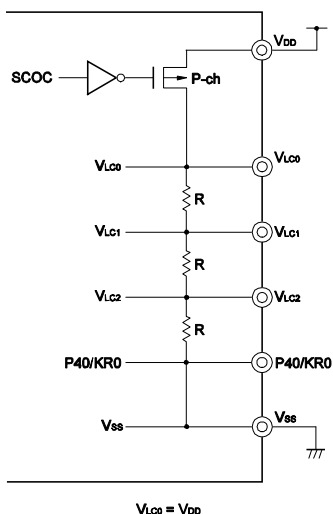 VDD
SCOC
P-ch
VLC0
VLC0
R
VLC1
VLC1
R
VLC2
VLC2
R
P40/KR0
P40/KR0
VSS
VSS
VLC0 = VDD